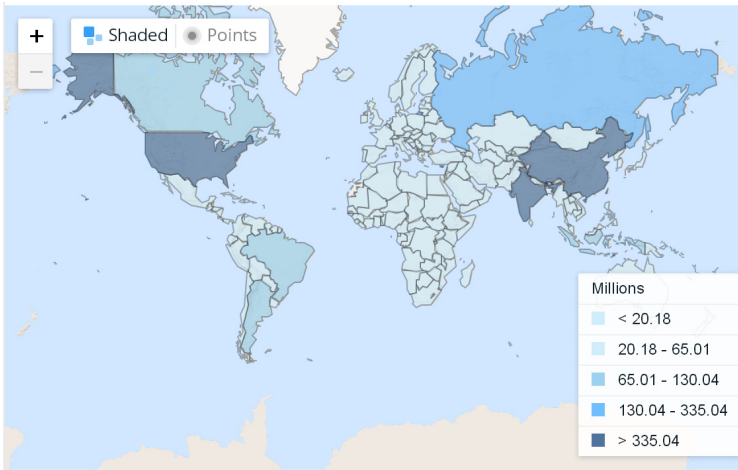 +
Shaded
Points
−
Millions
< 20.18
20.18 - 65.01
65.01 - 130.04
130.04 - 335.04
> 335.04